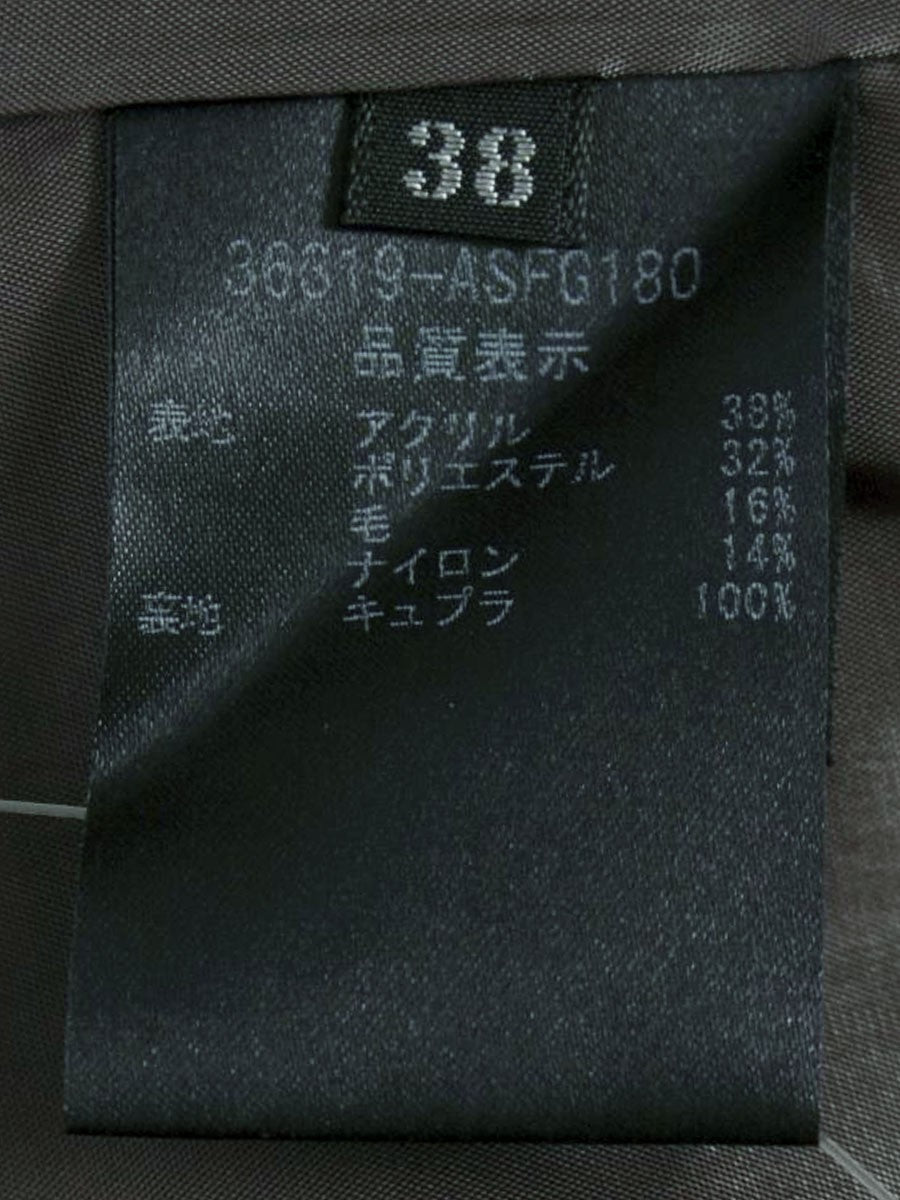 38
36319-ASFG180
品質表示
表地 アクリル 38%
ポリエステル 32%
毛 16%
ナイロン 14%
裏地 キュプラ 100%